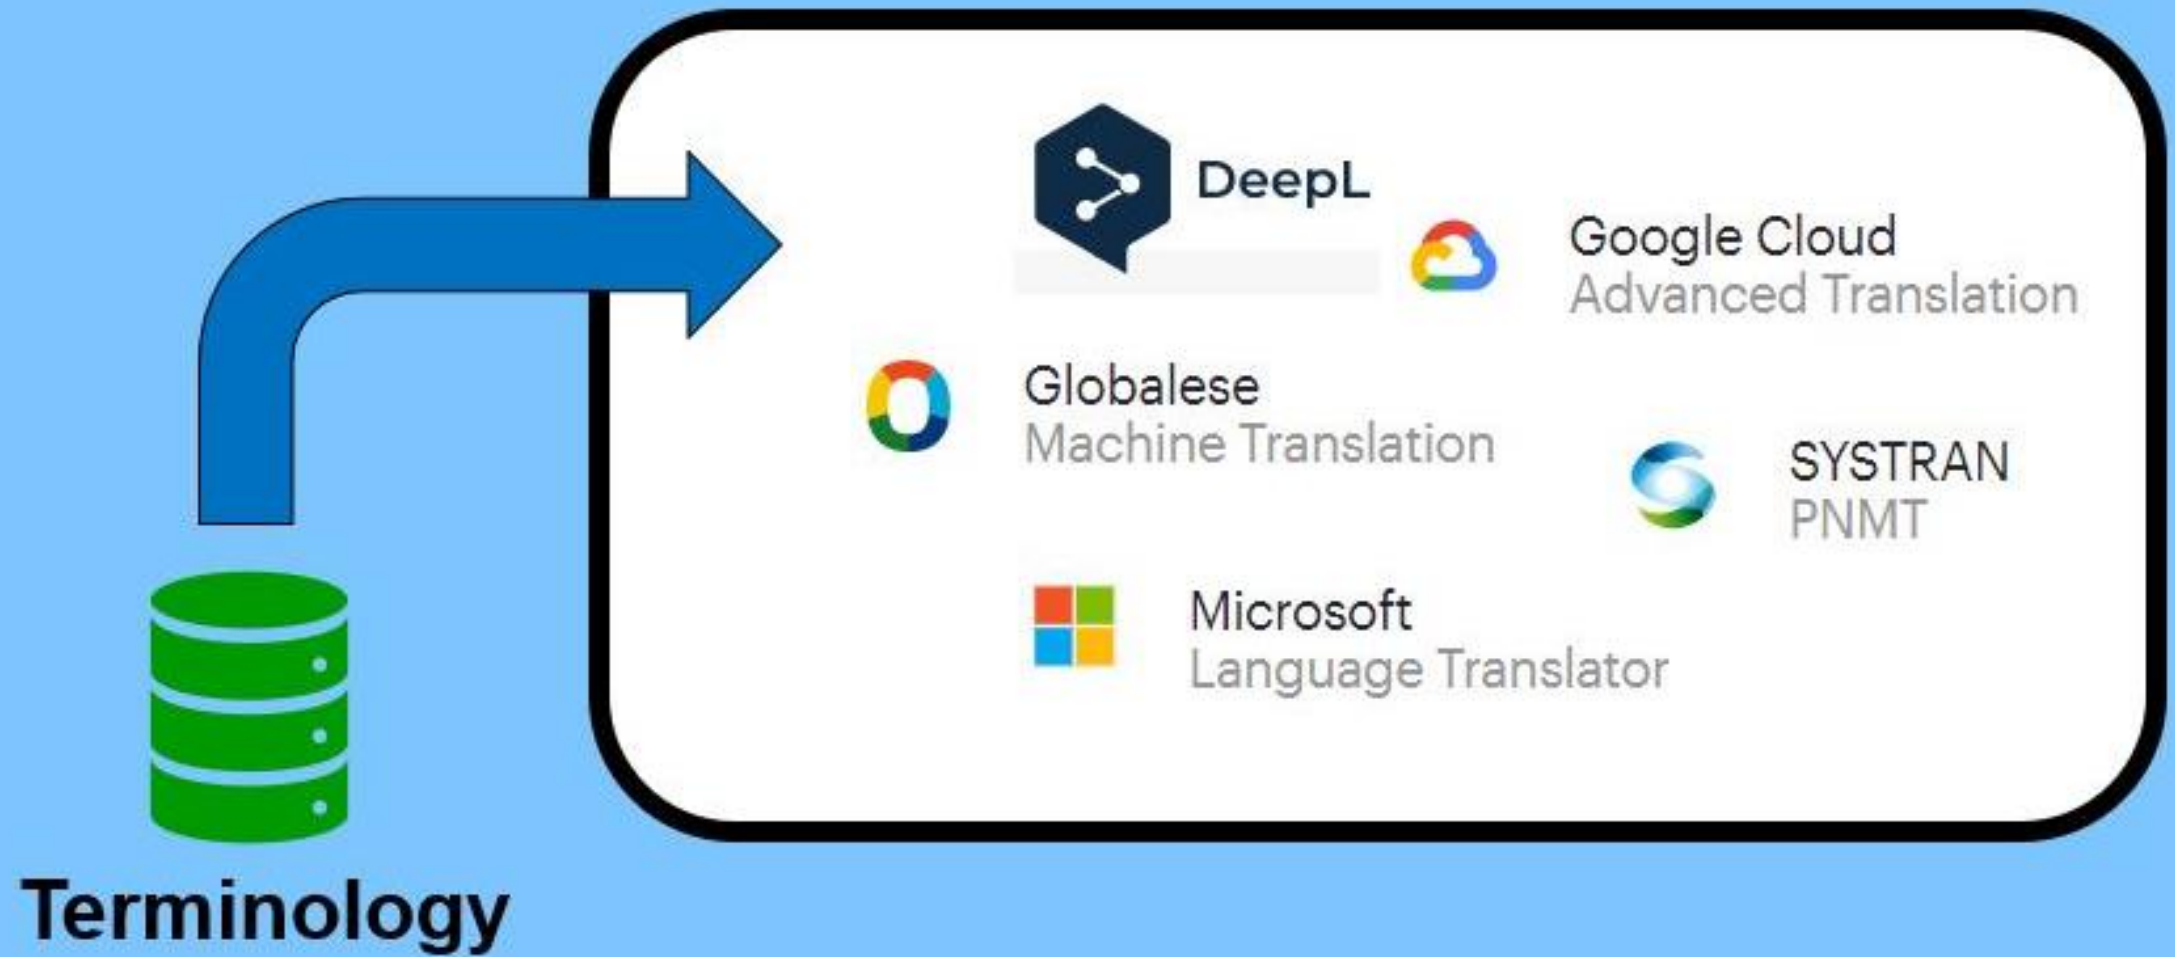 DeepL
Google Cloud
Advanced Translation
Globalese
Machine Translation
SYSTRAN
PNMT
Microsoft
Language Translator
Terminology